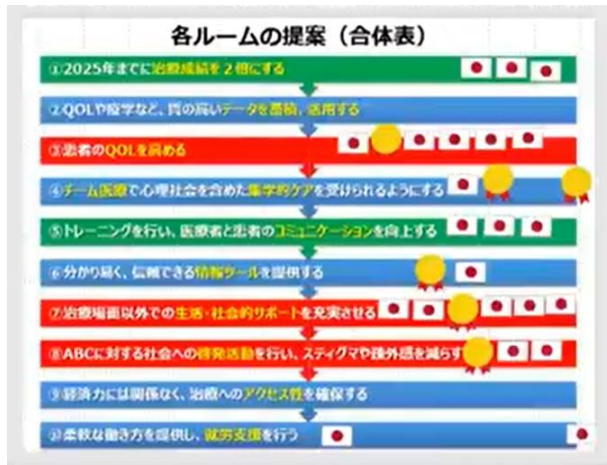 各ルームの提案（合体表）
①2025年までに治療成績を２倍にする
②QOLや疫学など、質の高いデータを蓄積、活用する
③患者のQOLを高める
④チーム医療で心理社会を含めた集学的ケアを受けられるようにする
⑤トレーニングを行い、医療者と患者のコミュニケーションを向上する
⑥分かり易く、信頼できる情報ツールを提供する
⑦治療場面以外での生活・社会的サポートを充実させる
⑧ABCに対する社会への啓発活動を行い、スティグマや疎外感を減らす
⑨経済力には関係なく、治療へのアクセス性を確保する
⑩柔軟な働き方を提供し、就労支援を行う